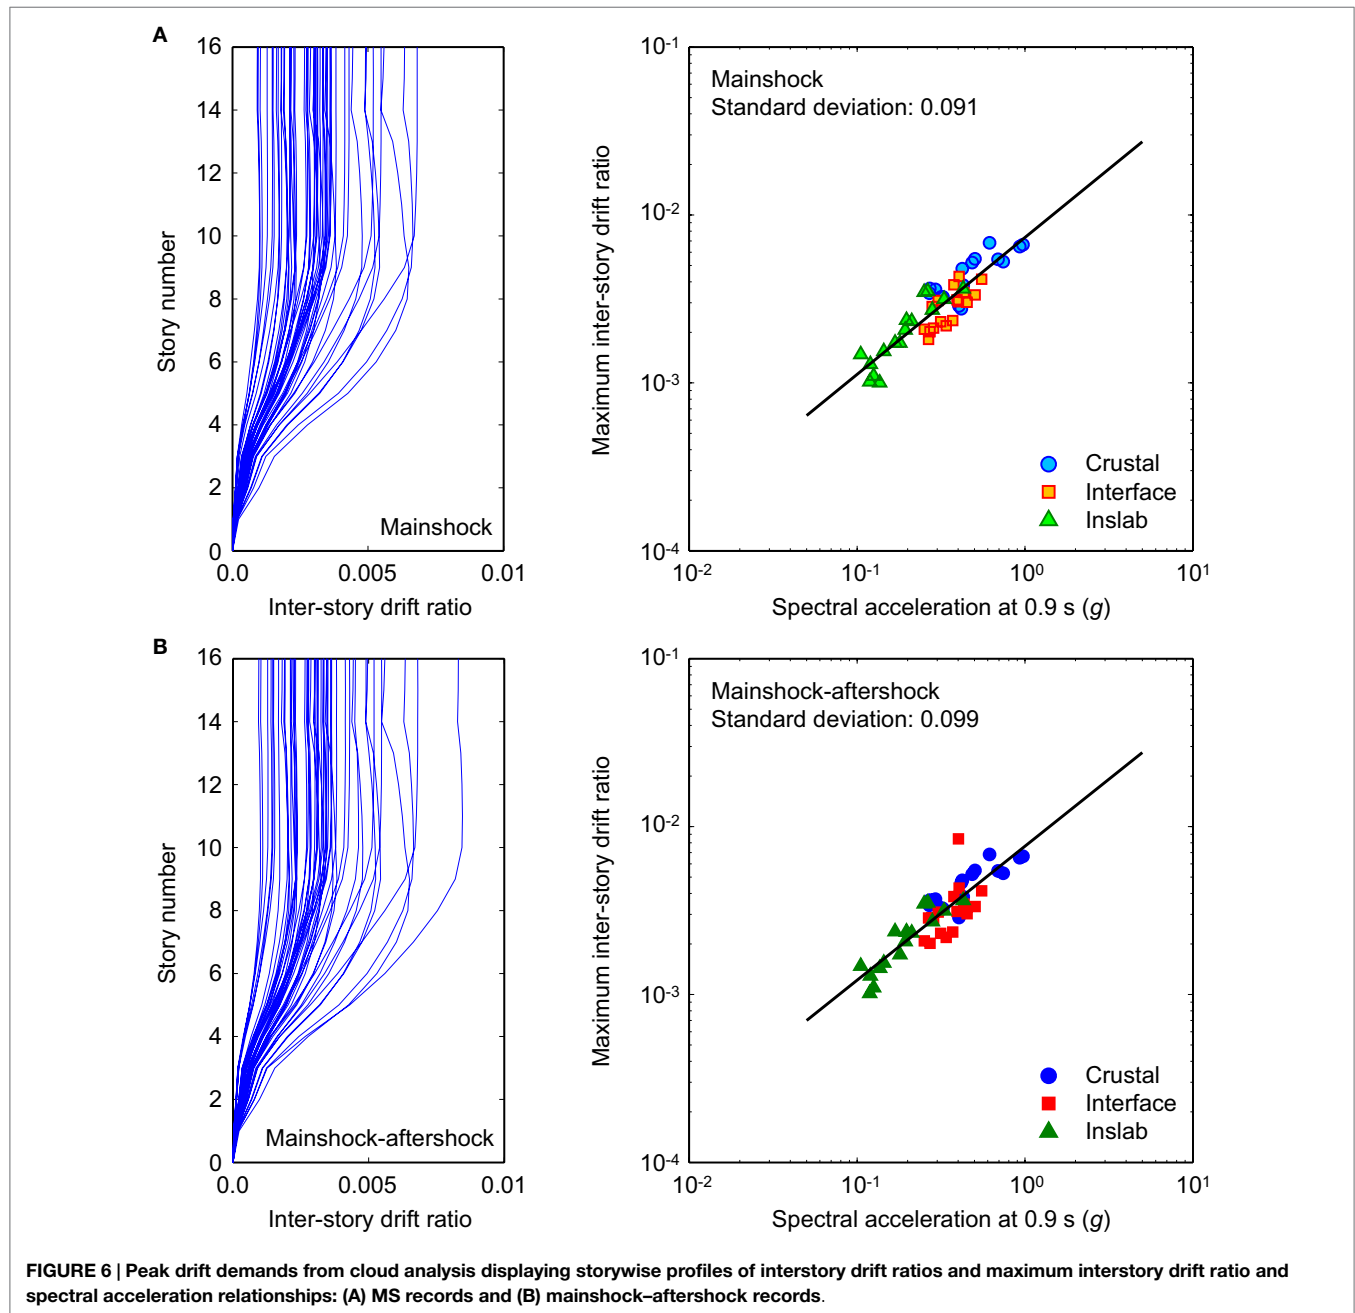 A
16
14
12
10
8
6
4
2
0
Story number
Mainshock
0.0 0.005 0.01
Inter-story drift ratio
10-1
10-2
10-3
10-4
Maximum inter-story drift ratio
Mainshock
Standard deviation: 0.091
Crustal
Interface
Inslab
10-2 10-1 100 101
Spectral acceleration at 0.9 s (g)
B
16
14
12
10
8
6
4
2
0
Story number
Mainshock-aftershock
0.0 0.005 0.01
Inter-story drift ratio
10-1
10-2
10-3
10-4
Maximum inter-story drift ratio
Mainshock-aftershock
Standard deviation: 0.099
Crustal
Interface
Inslab
10-2 10-1 100 101
Spectral acceleration at 0.9 s (g)
FIGURE 6 | Peak drift demands from cloud analysis displaying storywise profiles of interstory drift ratios and maximum interstory drift ratio and
spectral acceleration relationships: (A) MS records and (B) mainshock–aftershock records.